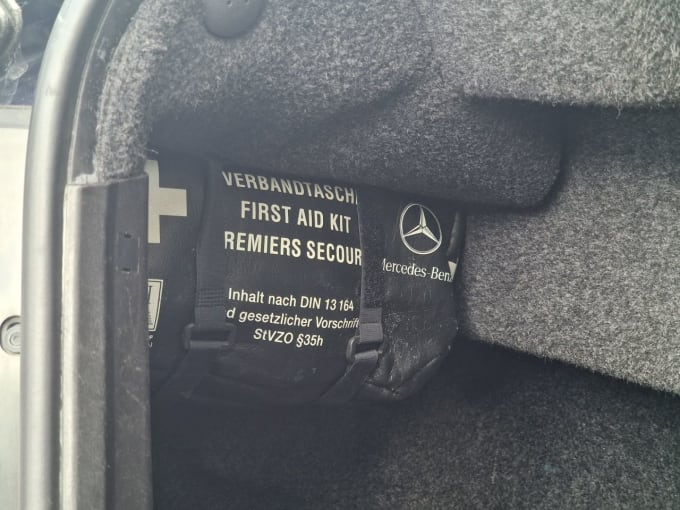 VERBANDTASCH
FIRST AID KIT
REMIERS SECOUR
Mercedes-Ben
Inhalt nach DIN 13 164
d gesetzlicher Vorschrift
StVZO §35h